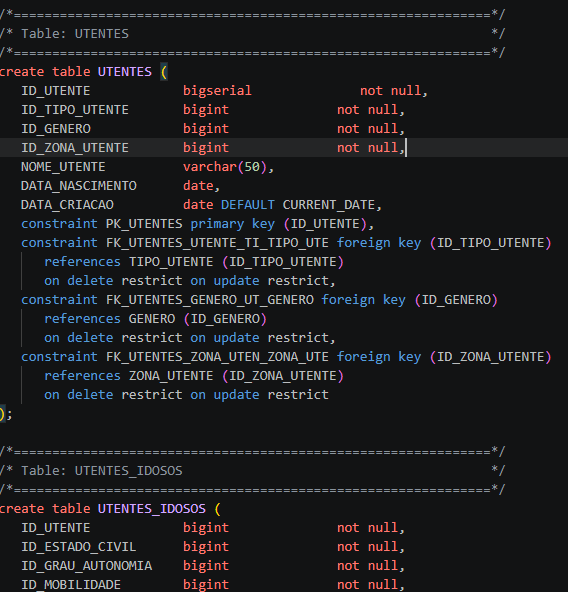 /*==============================================================*/
/* Table: UTENTES                                               */
/*==============================================================*/
create table UTENTES (
   ID_UTENTE            bigserial              not null,
   ID_TIPO_UTENTE       bigint              not null,
   ID_GENERO            bigint              not null,
   ID_ZONA_UTENTE       bigint              not null,
   NOME_UTENTE          varchar(50),
   DATA_NASCIMENTO      date,
   DATA_CRIACAO         date DEFAULT CURRENT_DATE,
   constraint PK_UTENTES primary key (ID_UTENTE),
   constraint FK_UTENTES_UTENTE_TI_TIPO_UTE foreign key (ID_TIPO_UTENTE)
      references TIPO_UTENTE (ID_TIPO_UTENTE)
      on delete restrict on update restrict,
   constraint FK_UTENTES_GENERO_UT_GENERO foreign key (ID_GENERO)
      references GENERO (ID_GENERO)
      on delete restrict on update restrict,
   constraint FK_UTENTES_ZONA_UTEN_ZONA_UTE foreign key (ID_ZONA_UTENTE)
      references ZONA_UTENTE (ID_ZONA_UTENTE)
      on delete restrict on update restrict
);
/*==============================================================*/
/* Table: UTENTES_IDOSOS                                        */
/*==============================================================*/
create table UTENTES_IDOSOS (
   ID_UTENTE            bigint              not null,
   ID_ESTADO_CIVIL      bigint              not null,
   ID_GRAU_AUTONOMIA    bigint              not null,
   ID_MOBILIDADE        bigint              not null,